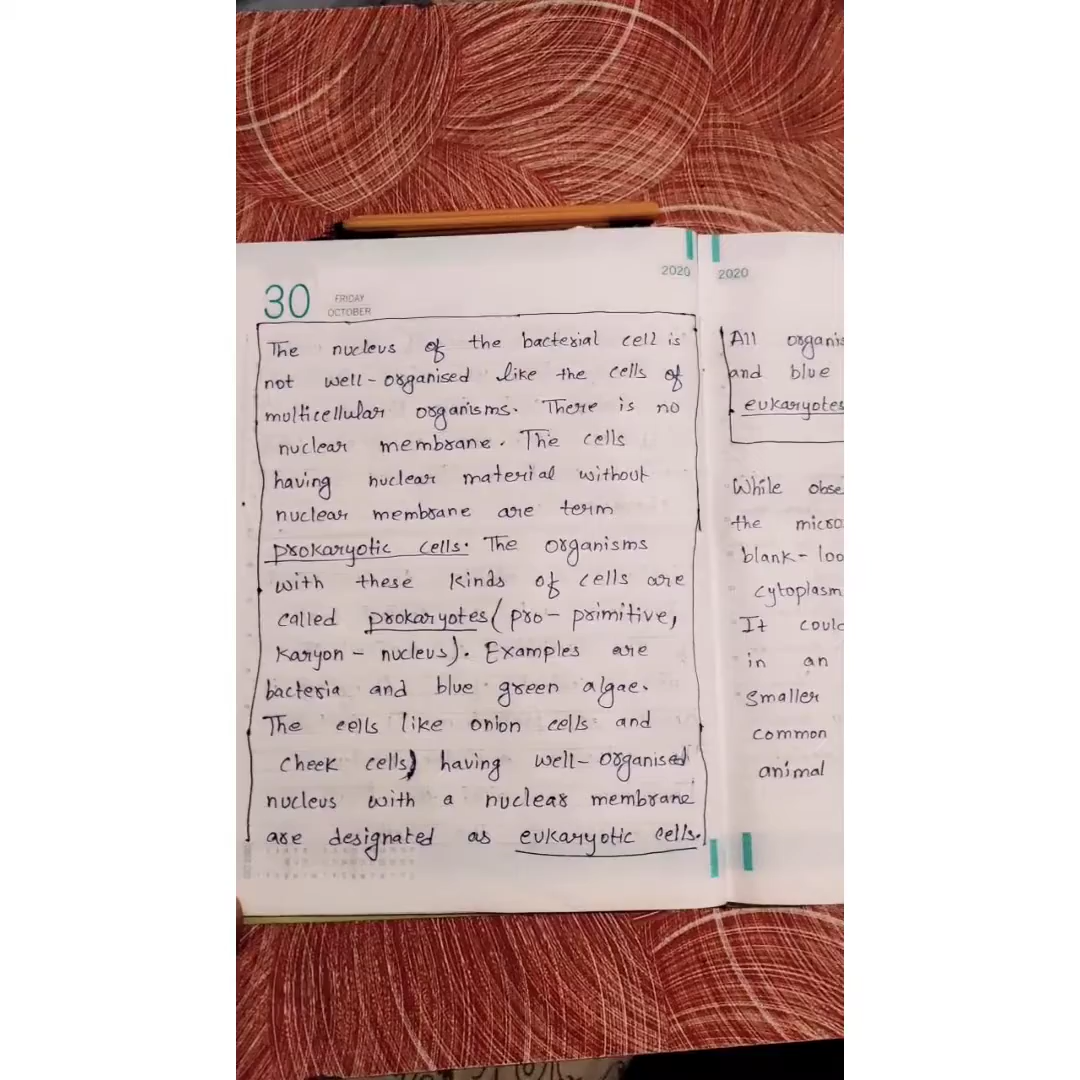 2020
30
FRIDAY
OCTOBER
The nucleus of the bacterial cell is
not well-organised like the cells of
multicellular organisms. There is no
nuclear membrane. The cells
having nuclear material without
nuclear membrane are term
prokaryotic cells. The organisms
with these kinds of cells are
called prokaryotes (pro- primitive,
karyon - nucleus). Examples are
bacteria and blue green algae.
The cells like onion cells and
cheek cells) having well-organised
nucleus with a nuclear membrane
are designated as eukaryotic cells.
2020
All
and blue
eukaryotes
While
the
blank-
cytoplasm
It
in an
smaller
common
animal